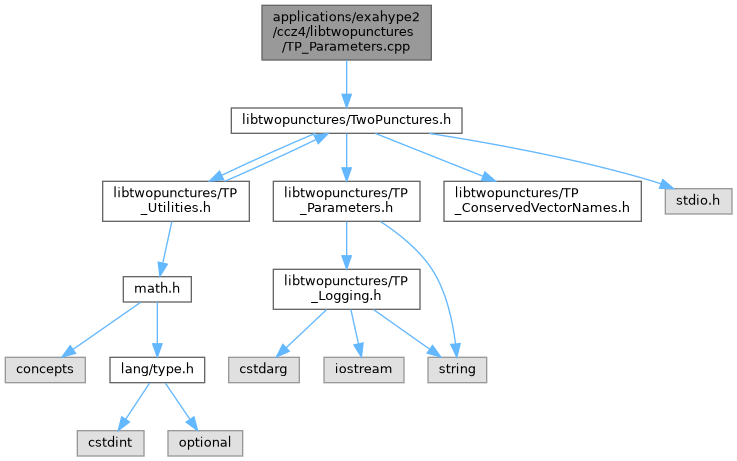 applications/exahype2
/ccz4/libtwopunctures
/TP_Parameters.cpp
libtwopunctures/TwoPunctures.h
libtwopunctures/TP
_Utilities.h
libtwopunctures/TP
_Parameters.h
libtwopunctures/TP
_ConservedVectorNames.h
stdio.h
math.h
libtwopunctures/TP
_Logging.h
concepts
lang/type.h
cstdarg
iostream
string
cstdint
optional